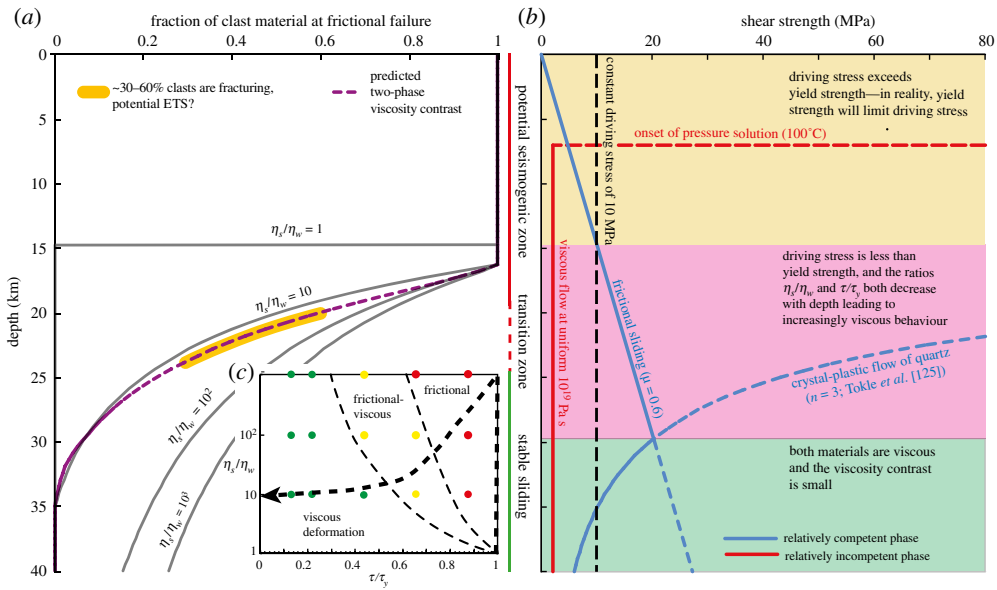 (a)
fraction of clast material at frictional failure
0 0.2 0.4 0.6 0.8 1
0
5
10
15
20
25
30
35
40
depth (km)
~30–60% clasts are fracturing,
potential ETS?
predicted
two-phase
viscosity contrast
ηs/ηw = 1
ηs/ηw = 10
ηs/ηw = 10²
ηs/ηw = 10³
potential seismogenic zone
transition zone
stable sliding
(c)
frictional-
viscous
frictional
viscous
deformation
10²
ηs/ηw
10
1
0 0.2 0.4 0.6 0.8 1
τ/τy
(b)
shear strength (MPa)
0 20 40 60 80
constant driving stress of 10 MPa
driving stress exceeds
yield strength—in reality, yield
strength will limit driving stress
onset of pressure solution (100°C)
viscous flow at uniform 10¹⁹ Pa s
frictional sliding (μ = 0.6)
driving stress is less than
yield strength, and the ratios
ηs/ηw and τ/τy both decrease
with depth leading to
increasingly viscous behaviour
crystal-plastic flow of quartz
(n = 3; Tokle et al. [125])
both materials are viscous
and the viscosity contrast
is small
relatively competent phase
relatively incompetent phase